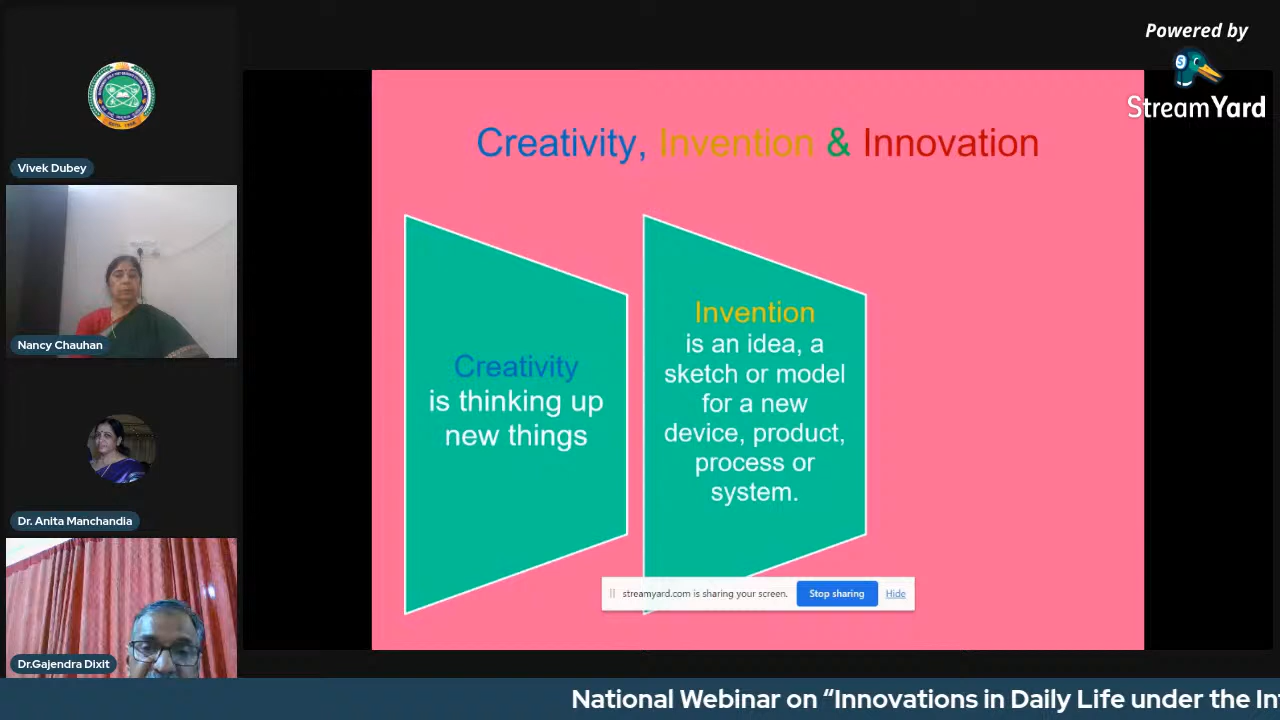 Powered by
StreamYard
Vivek Dubey
Nancy Chauhan
Dr. Anita Manchandia
Dr.Gajendra Dixit
Creativity, Invention & Innovation
Creativity
is thinking up
new things
Invention
is an idea, a
sketch or model
for a new
device, product,
process or
system.
streamyard.com is sharing your screen.
Stop sharing
Hide
National Webinar on “Innovations in Daily Life under the In